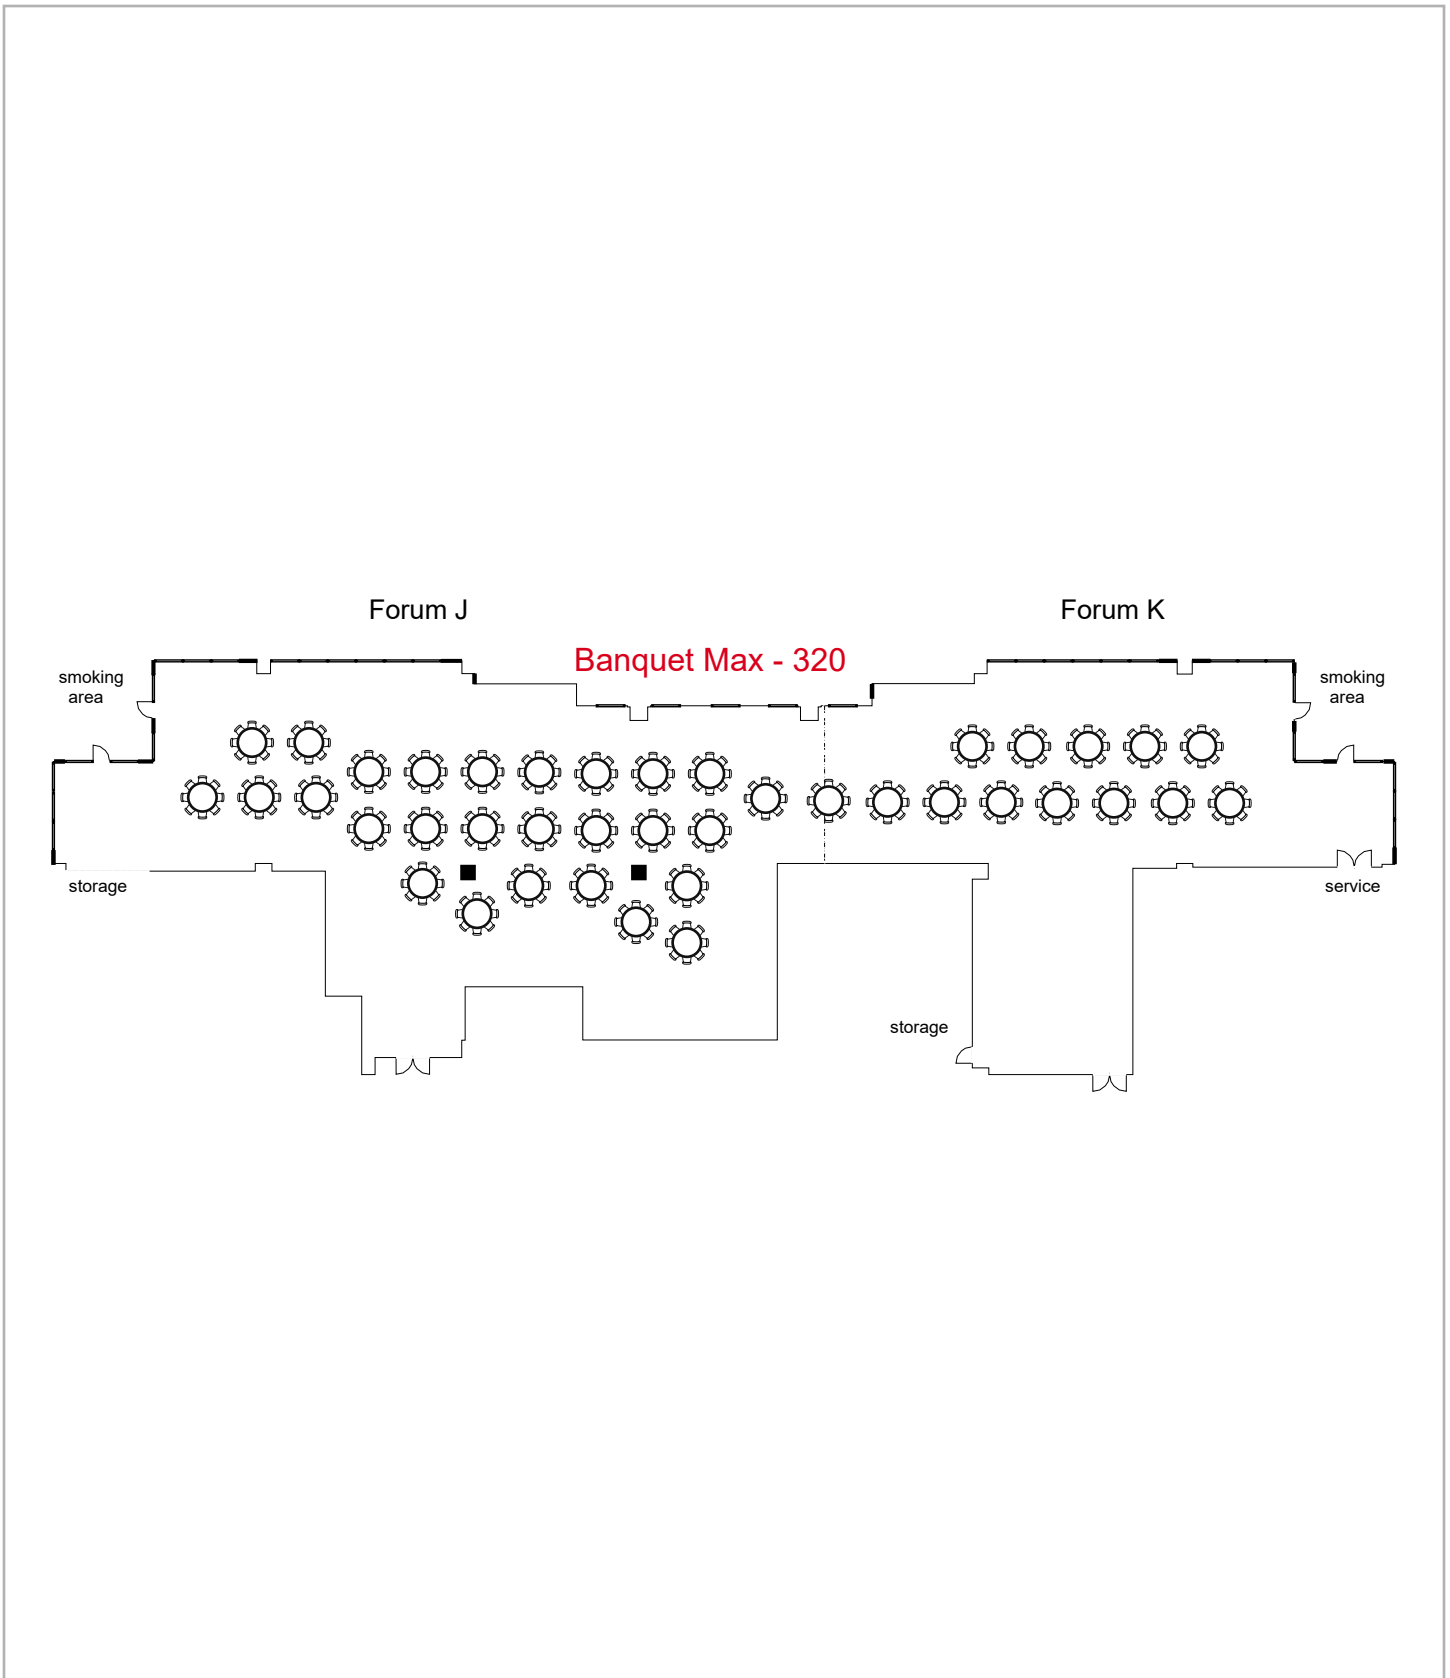 Forum J
Forum K
Banquet Max - 320
smoking
area
smoking
area
storage
service
storage